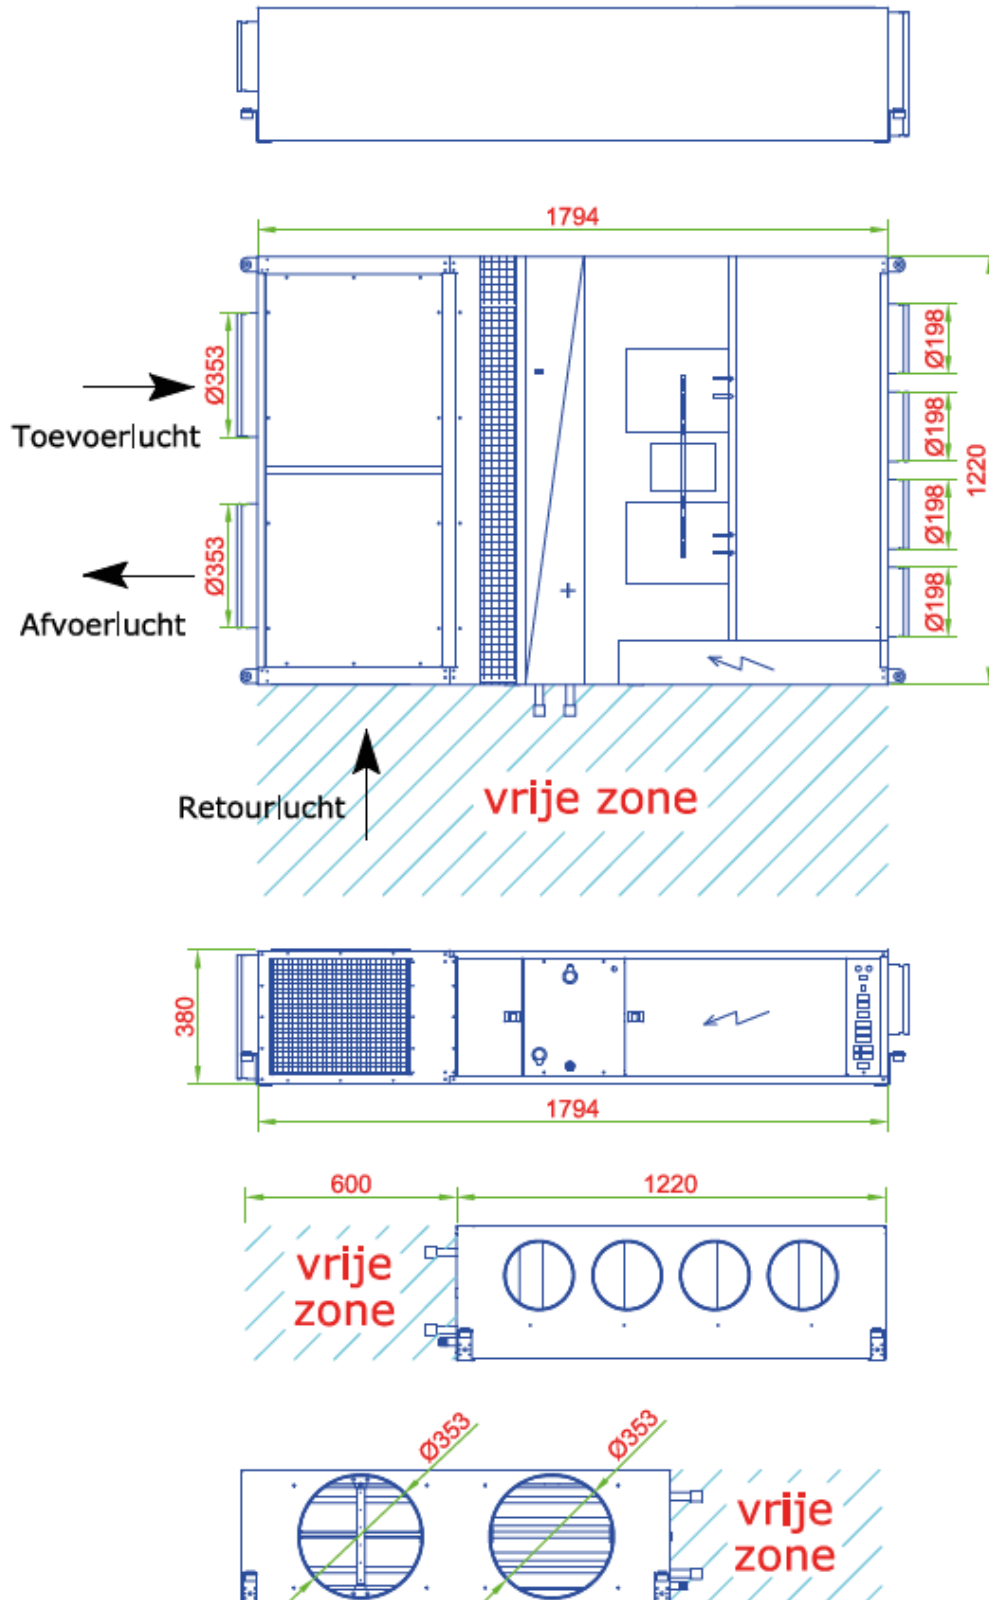 1794
Ø353
Ø198
Toevoerlucht
Ø198
1220
Ø198
Ø353
Ø198
Afvoerlucht
Retourlucht
vrije zone
380
1794
600
1220
vrije
zone
Ø353
Ø353
vrije
zone